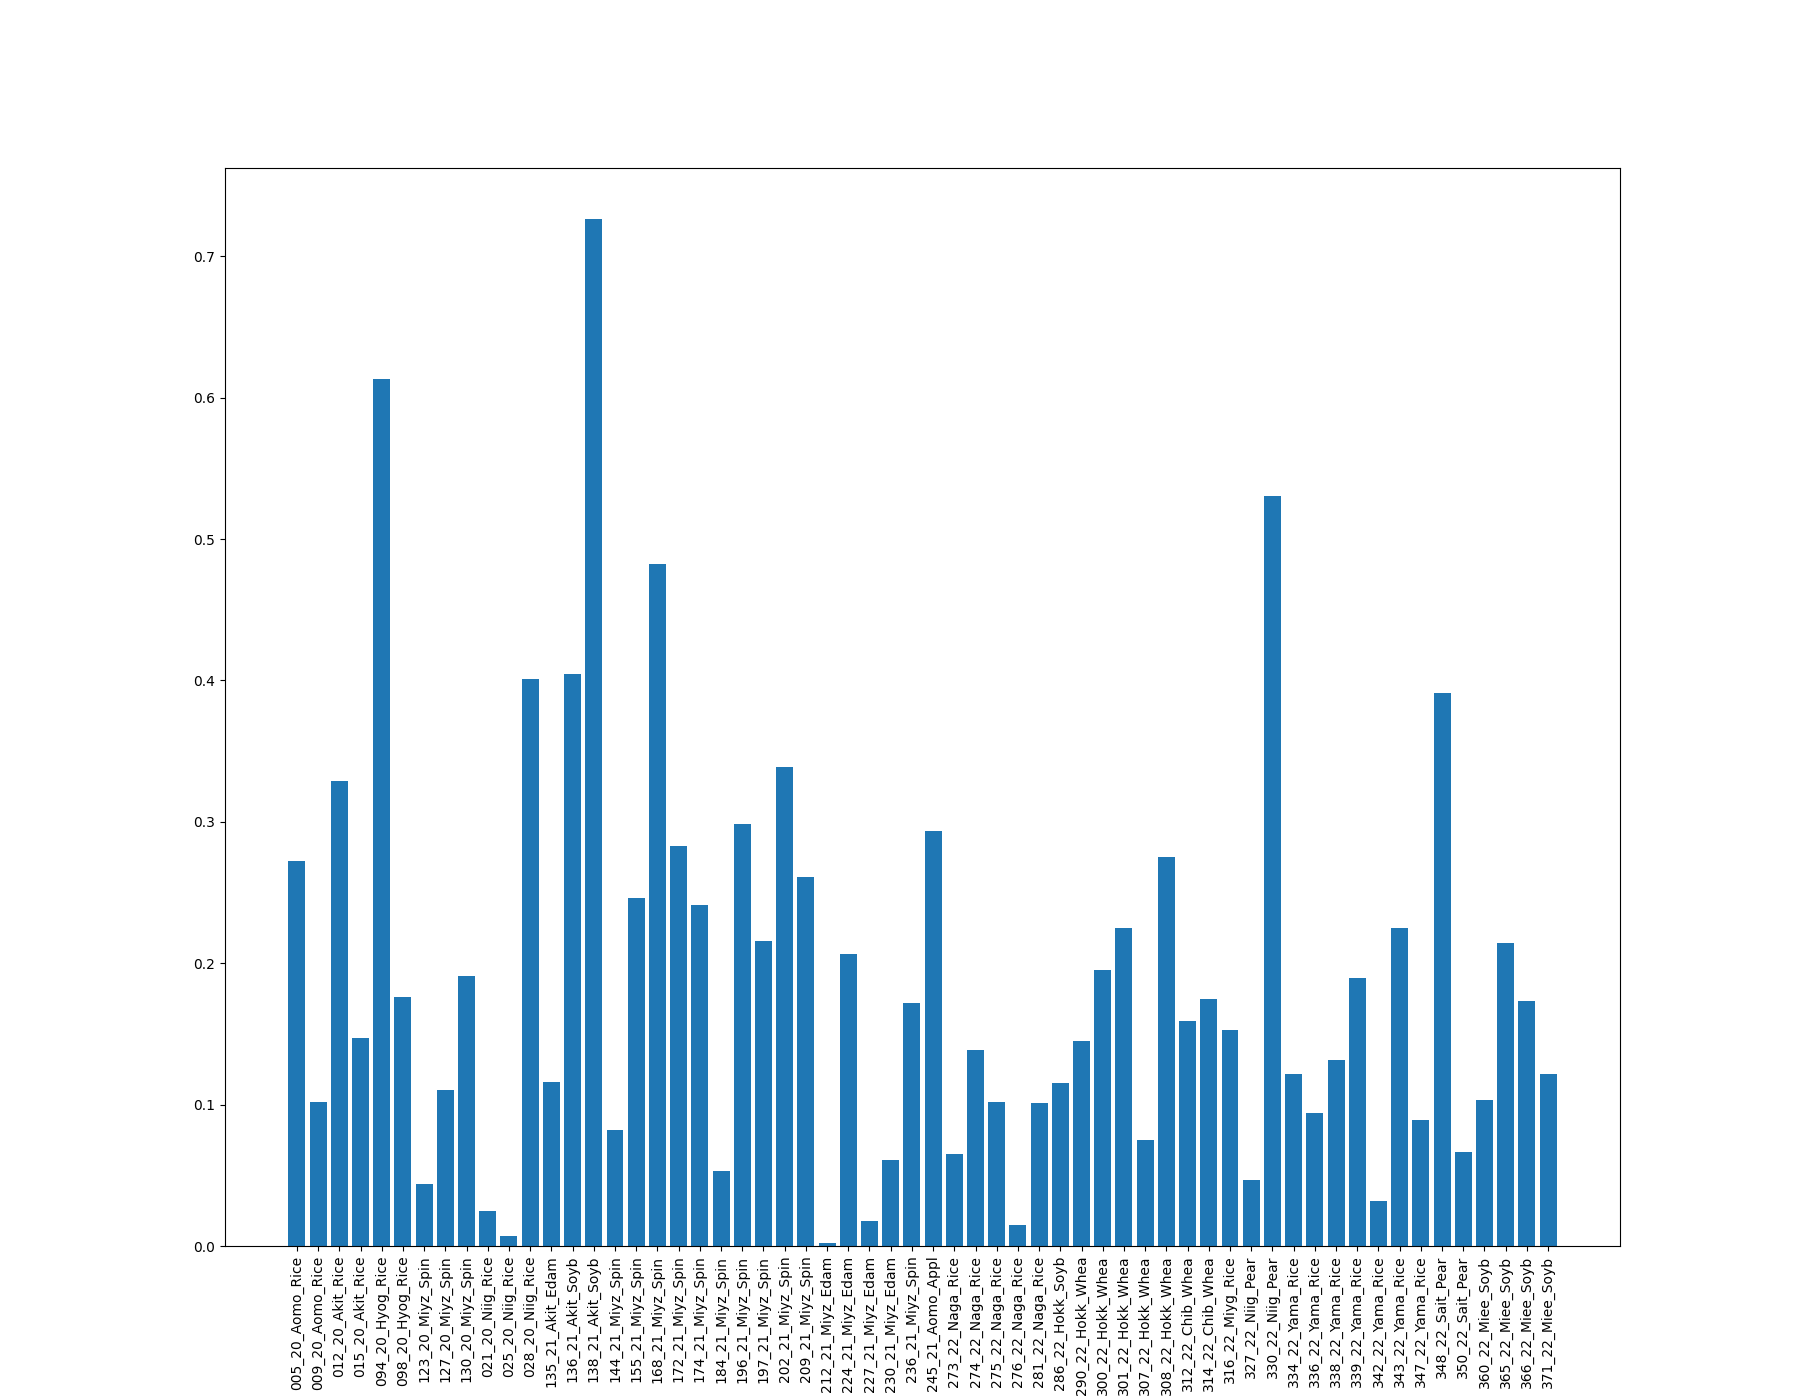 0.7
0.6
0.5
0.4
0.3
0.2
0.1
0.0
005_20_Aomo_Rice
009_20_Aomo_Rice
012_20_Akit_Rice
015_20_Akit_Rice
094_20_Hyog_Rice
098_20_Hyog_Rice
123_20_Miyz_Spin
127_20_Miyz_Spin
130_20_Miyz_Spin
021_20_Niig_Rice
025_20_Niig_Rice
028_20_Niig_Rice
135_21_Akit_Edam
136_21_Akit_Soyb
138_21_Akit_Soyb
144_21_Miyz_Spin
155_21_Miyz_Spin
168_21_Miyz_Spin
172_21_Miyz_Spin
174_21_Miyz_Spin
184_21_Miyz_Spin
196_21_Miyz_Spin
197_21_Miyz_Spin
202_21_Miyz_Spin
209_21_Miyz_Spin
212_21_Miyz_Edam
224_21_Miyz_Edam
227_21_Miyz_Edam
230_21_Miyz_Edam
236_21_Miyz_Spin
245_21_Aomo_Appl
273_22_Naga_Rice
274_22_Naga_Rice
275_22_Naga_Rice
276_22_Naga_Rice
281_22_Naga_Rice
286_22_Hokk_Soyb
290_22_Hokk_Whea
300_22_Hokk_Whea
301_22_Hokk_Whea
307_22_Hokk_Whea
308_22_Hokk_Whea
312_22_Chib_Whea
314_22_Chib_Whea
316_22_Miyg_Rice
327_22_Niig_Pear
330_22_Niig_Pear
334_22_Yama_Rice
336_22_Yama_Rice
338_22_Yama_Rice
339_22_Yama_Rice
342_22_Yama_Rice
343_22_Yama_Rice
347_22_Yama_Rice
348_22_Sait_Pear
350_22_Sait_Pear
360_22_Miee_Soyb
365_22_Miee_Soyb
366_22_Miee_Soyb
371_22_Miee_Soyb